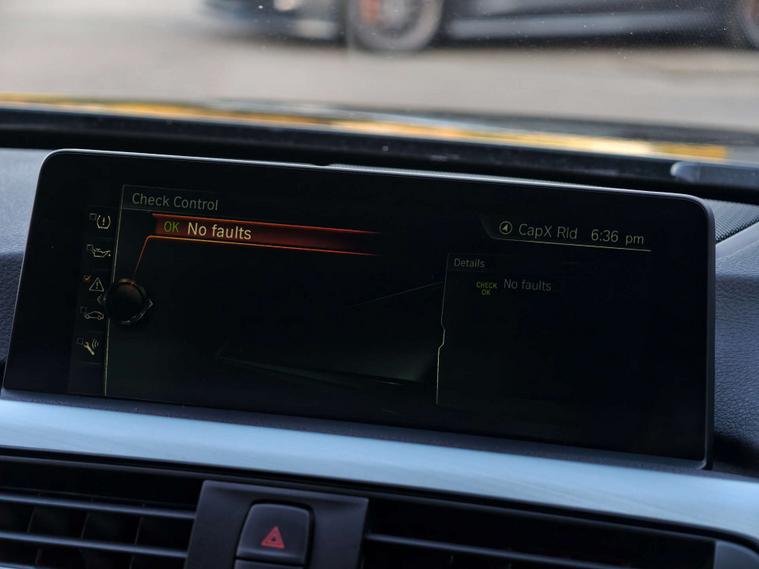 Check Control
CapX Rld 6:36 pm
OK No faults
Details
CHECK OK No faults